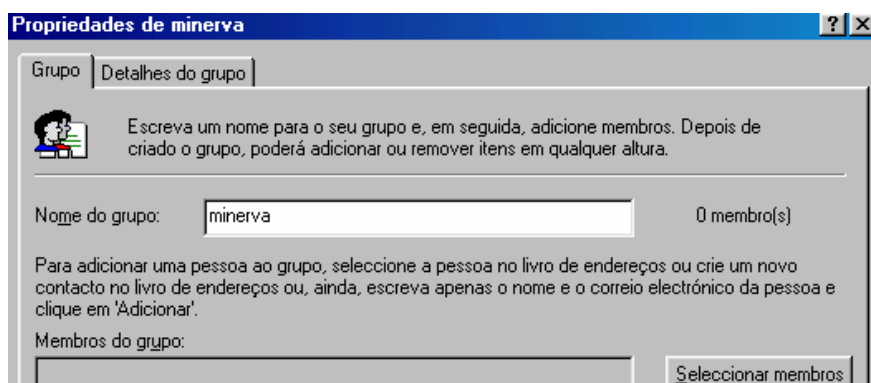 Propriedades de minerva
Grupo
Detalhes do grupo
Escreva um nome para o seu grupo e, em seguida, adicione membros. Depois de
criado o grupo, poderá adicionar ou remover itens em qualquer altura.
Nome do grupo: minerva 0 membro(s)
Para adicionar uma pessoa ao grupo, seleccione a pessoa no livro de endereços ou crie um novo
contacto no livro de endereços ou, ainda, escreva apenas o nome e o correio electrónico da pessoa e
clique em 'Adicionar'.
Membros do grupo:
Seleccionar membros